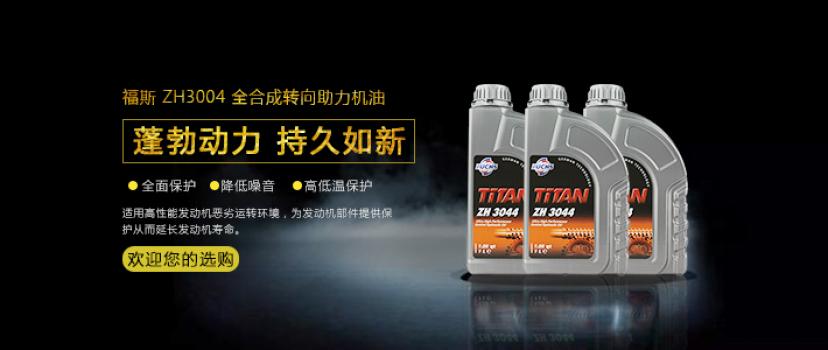 福斯 ZH3004 全合成转向助力机油
蓬勃动力 持久如新
全面保护 降低噪音 高低温保护
适用高性能发动机恶劣运转环境，为发动机部件提供保
护从而延长发动机寿命。
欢迎您的选购
FUCHS
TITAN
ZH 3044
FUCHS
GERMAN TECHNOLOGY
TITAN
ZH 3044